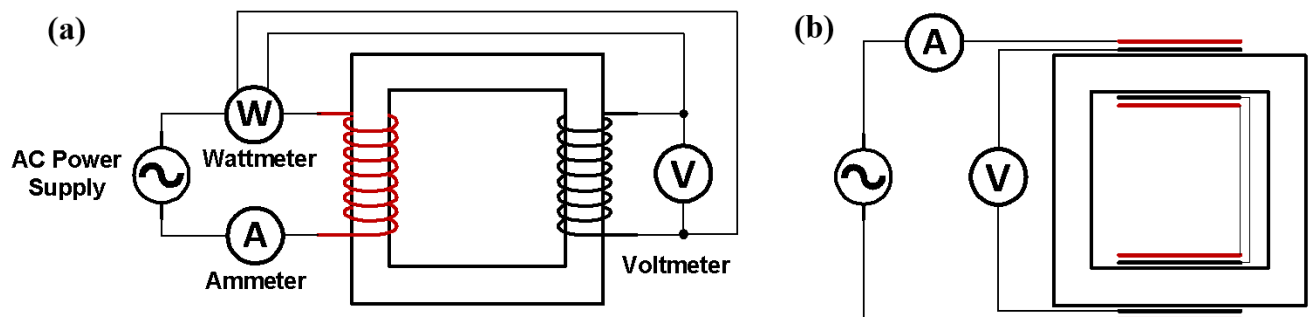 (a)
W
Wattmeter
AC Power
Supply
A
Ammeter
V
Voltmeter
(b)
A
V